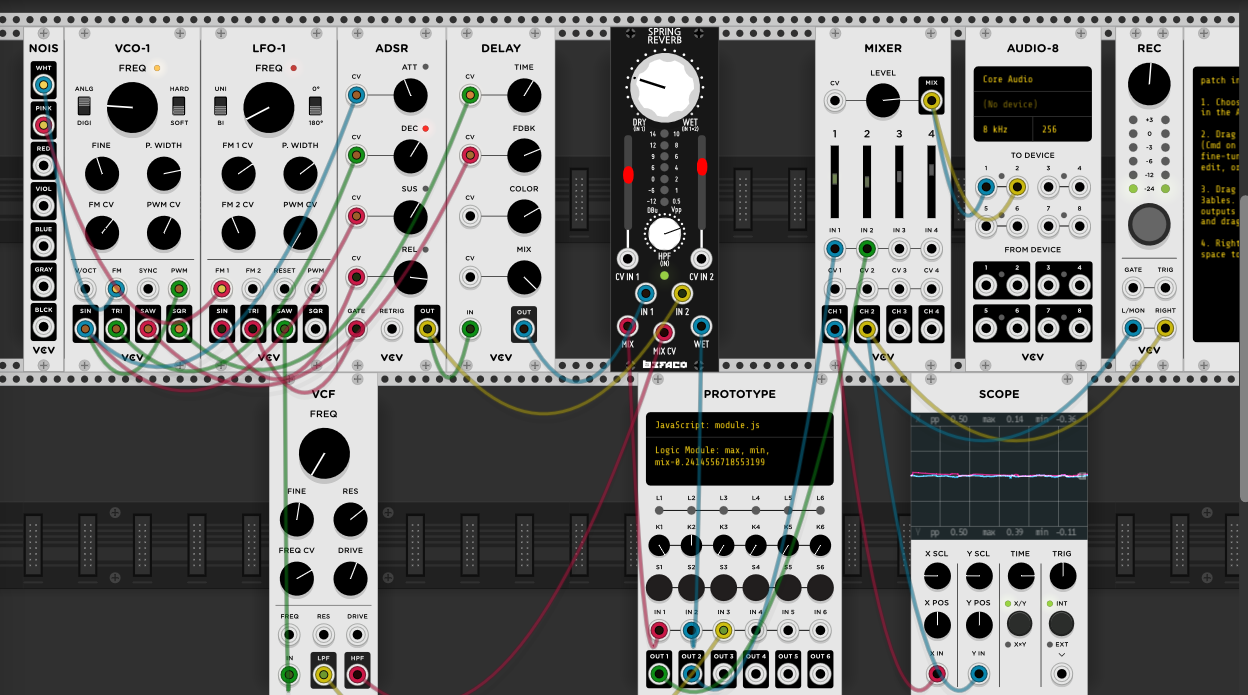 NOIS
WHT
PINK
RED
VIOL
BLUE
GRAY
BLCK
VCV
VCO-1
FREQ
ANLG
DIGI
HARD
SOFT
FINE P. WIDTH
FM CV PWM CV
V/OCT FM SYNC PWM
SIN TRI SAW SQR
VCV
LFO-1
FREQ
UNI
BI
0°
180°
FM 1 CV P. WIDTH
FM 2 CV PWM CV
FM 1 FM 2 RESET PWM
SIN TRI SAW SQR
VCV
ADSR
CV ATT
CV DEC
CV SUS
CV REL
GATE RETRIG OUT
VCV
DELAY
CV TIME
CV FDBK
CV COLOR
CV MIX
IN OUT
VCV
SPRING
REVERB
DRY
(IN 1)
WET
(IN 1+2)
14 10
12 8
9 6
6 4
0 2
-6 1
-12 0.5
DBu Vpp
HPF
(IN)
CV IN 1 CV IN 2
IN 1 IN 2
MIX MIX CV WET
BEFACO
MIXER
LEVEL
CV MIX
1 2 3 4
IN 1 IN 2 IN 3 IN 4
CV 1 CV 2 CV 3 CV 4
CH 1 CH 2 CH 3 CH 4
VCV
AUDIO-8
Core Audio
(No device)
8 kHz 256
TO DEVICE
1 2 3 4
5 6 7 8
FROM DEVICE
1 2 3 4
5 6 7 8
VCV
REC
+3
0
-3
-6
-12
-24
GATE TRIG
L/MON RIGHT
VCV
patch in
1. Choos
in the A
2. Drag
(Cmd on
fine-tun
edit, or
3. Drag
3ables.
outputs
and drag
4. Right
space to
VCF
FREQ
FINE RES
FREQ CV DRIVE
FREQ RES DRIVE
IN LPF HPF
PROTOTYPE
JavaScript: module.js
Logic Module: max, min,
mix-0.2414556718553199
L1 L2 L3 L4 L5 L6
K1 K2 K3 K4 K5 K6
S1 S2 S3 S4 S5 S6
IN 1 IN 2 IN 3 IN 4 IN 5 IN 6
OUT 1 OUT 2 OUT 3 OUT 4 OUT 5 OUT 6
SCOPE
X pp 0.50 max 0.14 min -0.36
Y pp 0.50 max 0.39 min -0.11
X SCL Y SCL TIME TRIG
X POS Y POS X/Y INT
X×Y EXT
X IN Y IN